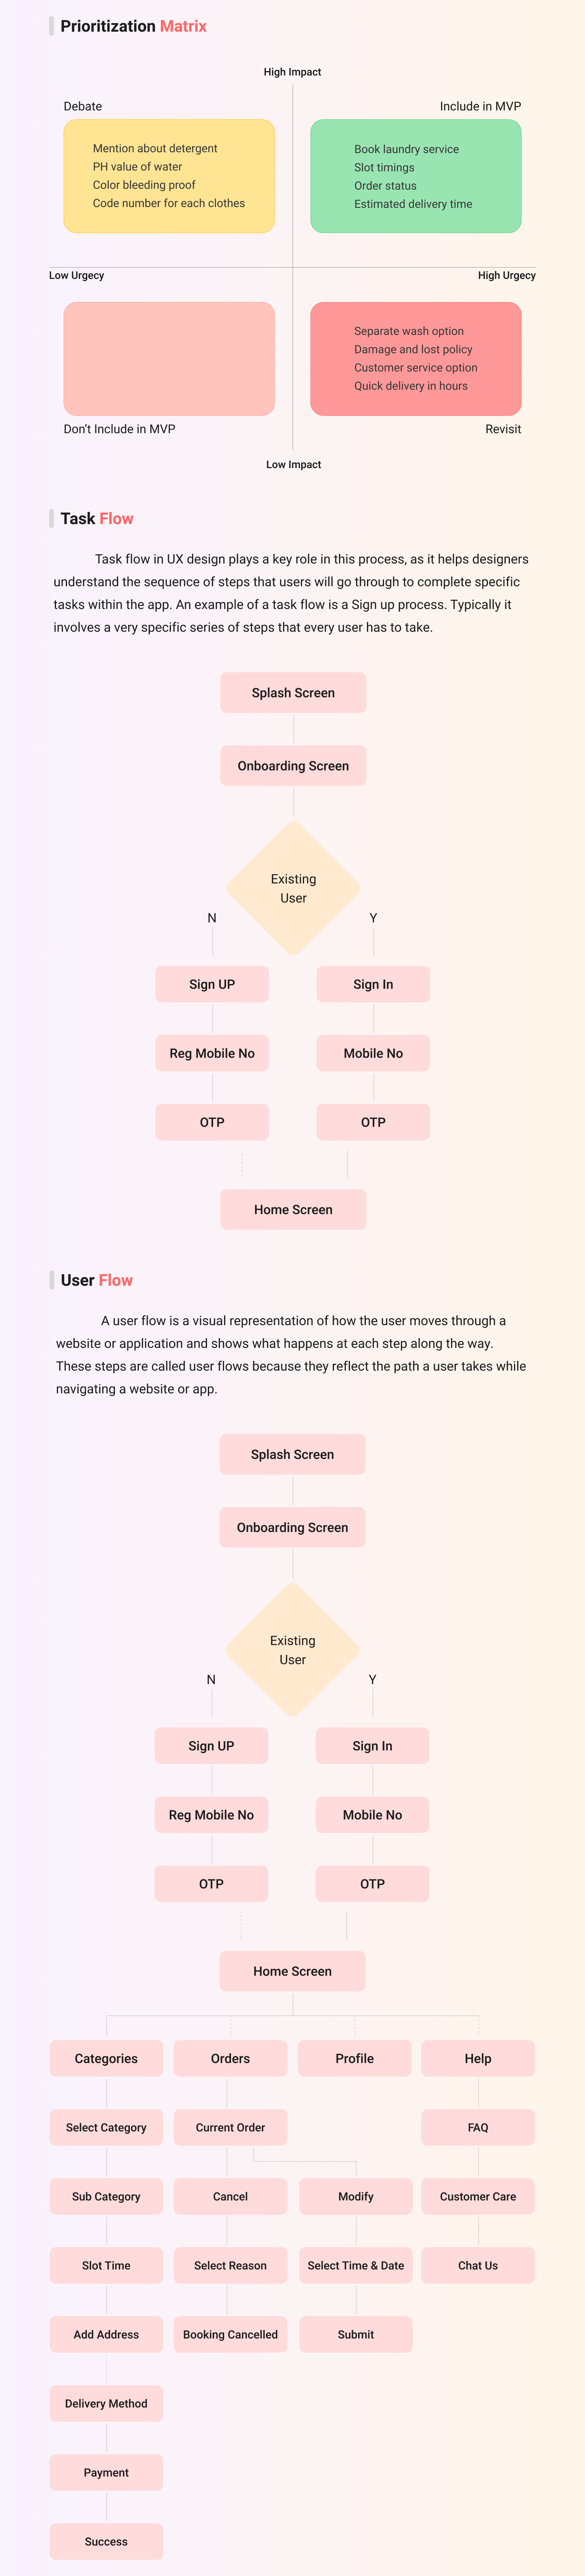 Prioritization Matrix
High Impact
Debate
Include in MVP
Mention about detergent
PH value of water
Color bleeding proof
Code number for each clothes
Book laundry service
Slot timings
Order status
Estimated delivery time
Low Urgecy
High Urgecy
Separate wash option
Damage and lost policy
Customer service option
Quick delivery in hours
Don't Include in MVP
Revisit
Low Impact
Task Flow
Task flow in UX design plays a key role in this process, as it helps designers
understand the sequence of steps that users will go through to complete specific
tasks within the app. An example of a task flow is a Sign up process. Typically it
involves a very specific series of steps that every user has to take.
Splash Screen
Onboarding Screen
Existing
User
N
Y
Sign UP
Sign In
Reg Mobile No
Mobile No
OTP
OTP
Home Screen
User Flow
A user flow is a visual representation of how the user moves through a
website or application and shows what happens at each step along the way.
These steps are called user flows because they reflect the path a user takes while
navigating a website or app.
Splash Screen
Onboarding Screen
Existing
User
N
Y
Sign UP
Sign In
Reg Mobile No
Mobile No
OTP
OTP
Home Screen
Categories
Orders
Profile
Help
Select Category
Current Order
FAQ
Sub Category
Cancel
Modify
Customer Care
Slot Time
Select Reason
Select Time & Date
Chat Us
Add Address
Booking Cancelled
Submit
Delivery Method
Payment
Success